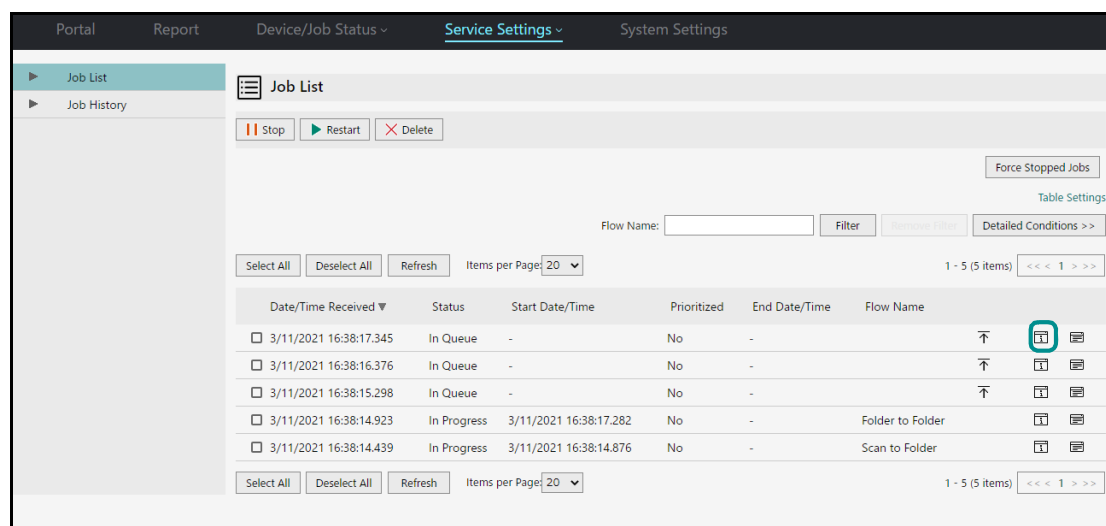 Portal Report Device/Job Status Service Settings System Settings
Job List
Job History
Job List
Stop Restart Delete
Force Stopped Jobs
Table Settings
Flow Name: Filter Remove Filter Detailed Conditions >>
Select All Deselect All Refresh Items per Page: 20 1 - 5 (5 items) << < 1 > >>
Date/Time Received ▼ Status Start Date/Time Prioritized End Date/Time Flow Name
3/11/2021 16:38:17.345 In Queue - No -
3/11/2021 16:38:16.376 In Queue - No -
3/11/2021 16:38:15.298 In Queue - No -
3/11/2021 16:38:14.923 In Progress 3/11/2021 16:38:17.282 No - Folder to Folder
3/11/2021 16:38:14.439 In Progress 3/11/2021 16:38:14.876 No - Scan to Folder
Select All Deselect All Refresh Items per Page: 20 1 - 5 (5 items) << < 1 > >>